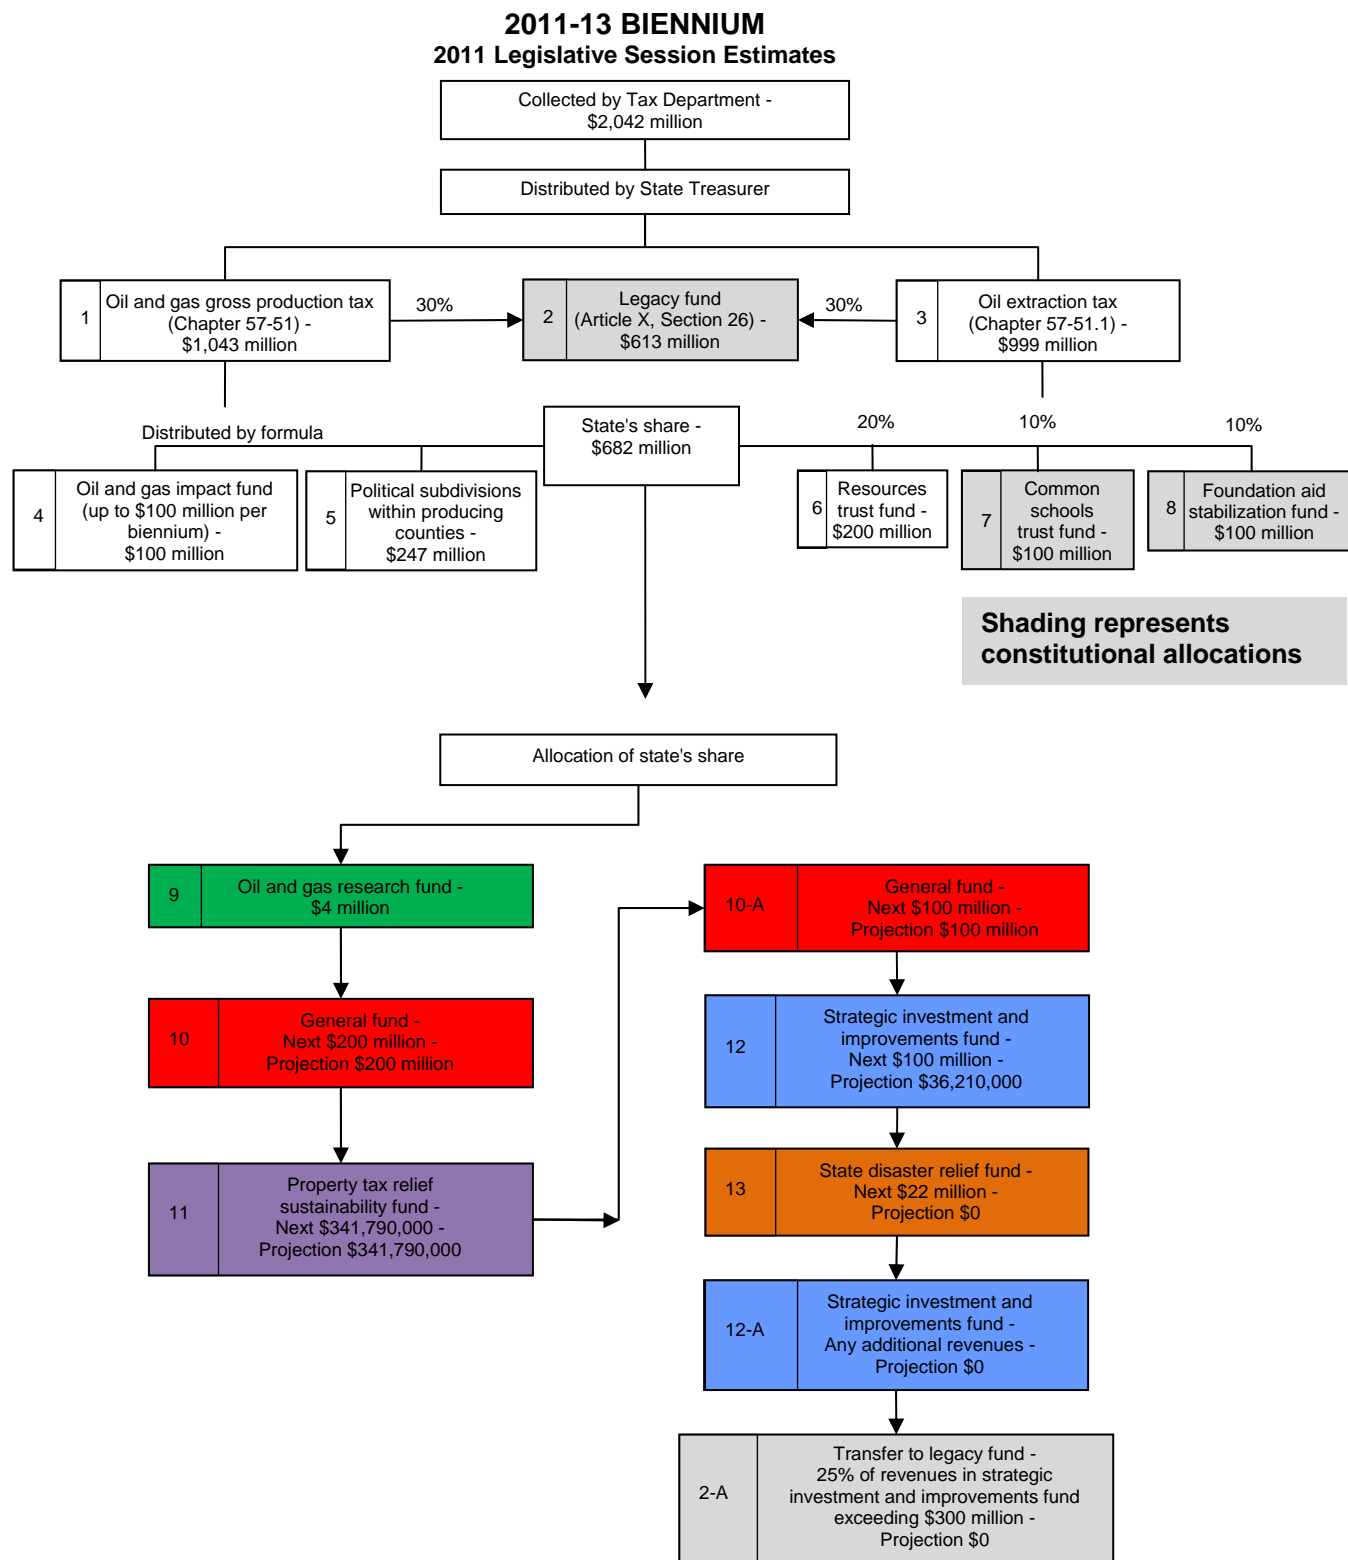 2011-13 BIENNIUM
2011 Legislative Session Estimates
Collected by Tax Department -
$2,042 million
Distributed by State Treasurer
1
Oil and gas gross production tax
(Chapter 57-51) -
$1,043 million
30%
2
Legacy fund
(Article X, Section 26) -
$613 million
30%
3
Oil extraction tax
(Chapter 57-51.1) -
$999 million
Distributed by formula
State's share -
$682 million
20%
10%
10%
4
Oil and gas impact fund
(up to $100 million per
biennium) -
$100 million
5
Political subdivisions
within producing
counties -
$247 million
6
Resources
trust fund -
$200 million
7
Common
schools
trust fund -
$100 million
8
Foundation aid
stabilization fund -
$100 million
Shading represents
constitutional allocations
Allocation of state's share
9
Oil and gas research fund -
$4 million
10
General fund -
Next $200 million -
Projection $200 million
11
Property tax relief
sustainability fund -
Next $341,790,000 -
Projection $341,790,000
10-A
General fund -
Next $100 million -
Projection $100 million
12
Strategic investment and
improvements fund -
Next $100 million -
Projection $36,210,000
13
State disaster relief fund -
Next $22 million -
Projection $0
12-A
Strategic investment and
improvements fund -
Any additional revenues -
Projection $0
2-A
Transfer to legacy fund -
25% of revenues in strategic
investment and improvements fund
exceeding $300 million -
Projection $0